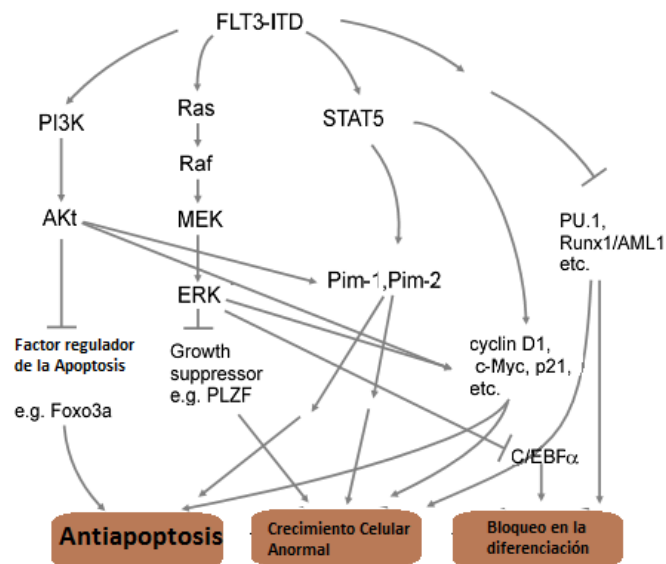 FLT3-ITD
PI3K
Ras
STAT5
Raf
AKt
MEK
PU.1,
Runx1/AML1
etc.
Pim-1,Pim-2
ERK
Factor regulador
de la Apoptosis
e.g. Foxo3a
Growth
suppressor
e.g. PLZF
cyclin D1,
c-Myc, p21,
etc.
C/EBFα
Antiapoptosis
Crecimiento Celular
Anormal
Bloqueo en la
diferenciación